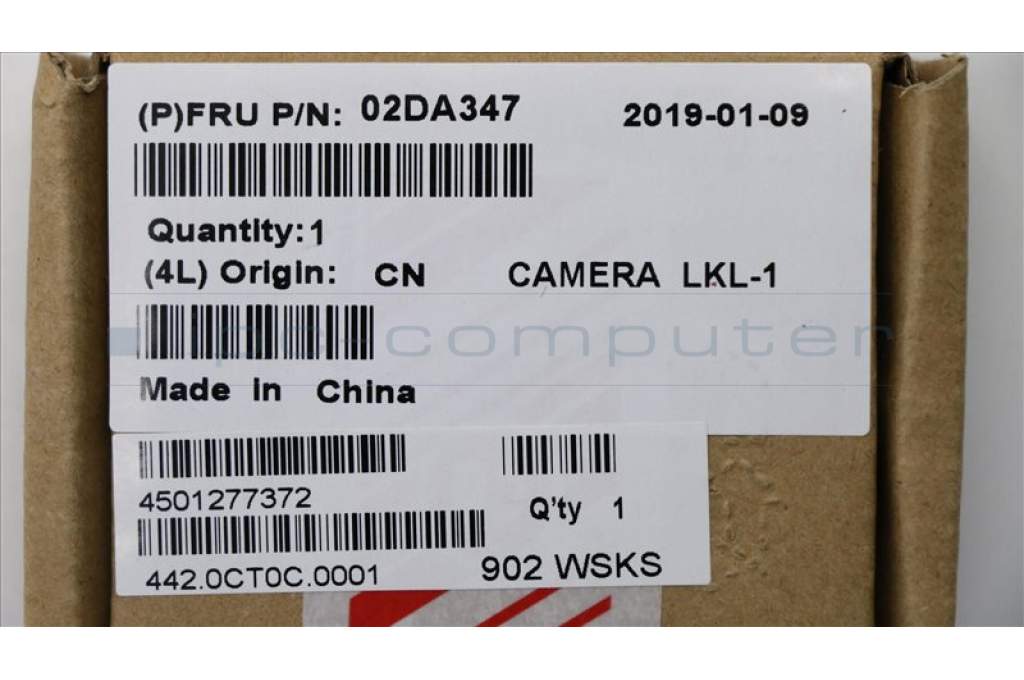 (P)FRU P/N: 02DA347 2019-01-09
Quantity:1
(4L) Origin: CN CAMERA LKL-1
ipc-computer
Made in China
4501277372
Q'ty 1
442.0CT0C.0001 902 WSKS